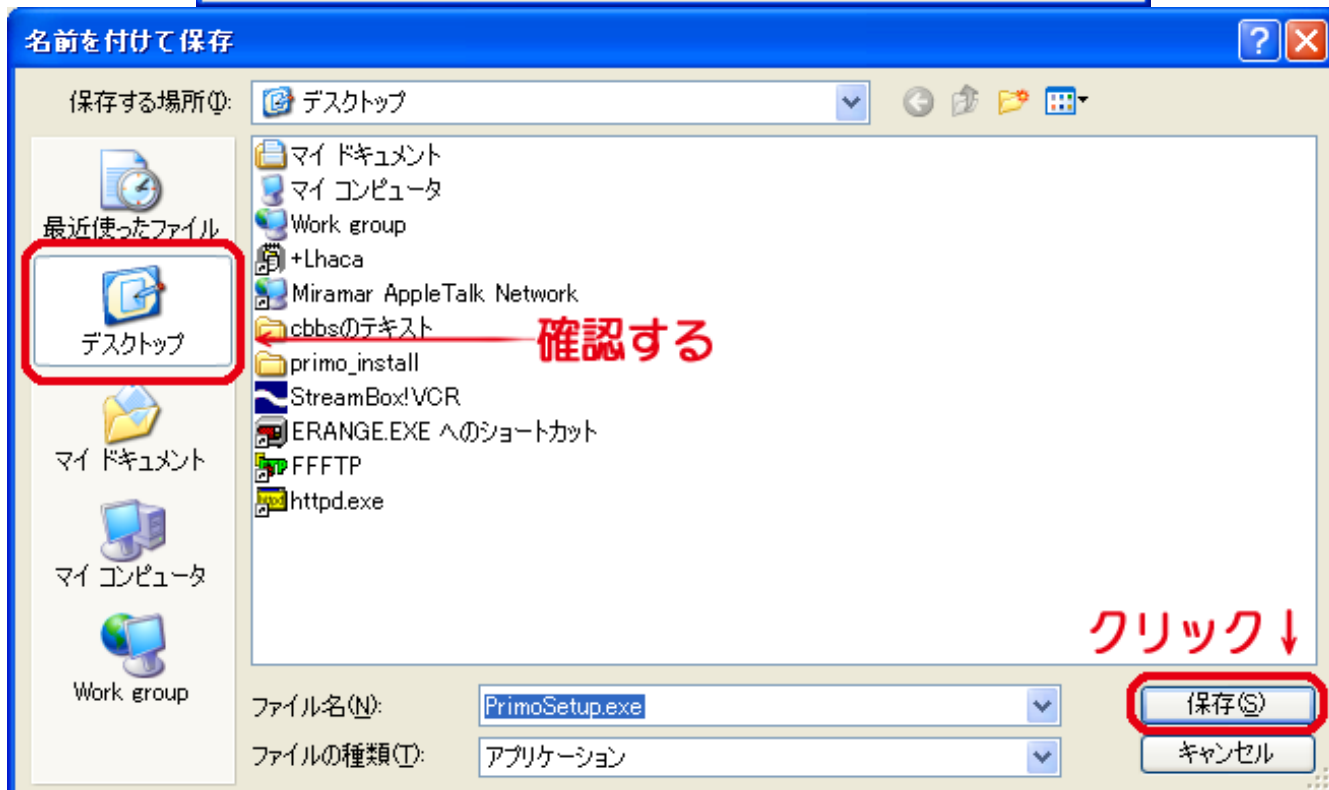 名前を付けて保存
保存する場所(I):
デスクトップ
最近使ったファイル
デスクトップ
マイ ドキュメント
マイ コンピュータ
Work group
マイ ドキュメント
マイ コンピュータ
Work group
+Lhaca
Miramar AppleTalk Network
cbbsのテキスト
primo_install
StreamBox!VCR
ERANGE.EXE へのショートカット
FFFTP
httpd.exe
確認する
クリック↓
ファイル名(N):
PrimoSetup.exe
保存(S)
ファイルの種類(T):
アプリケーション
キャンセル